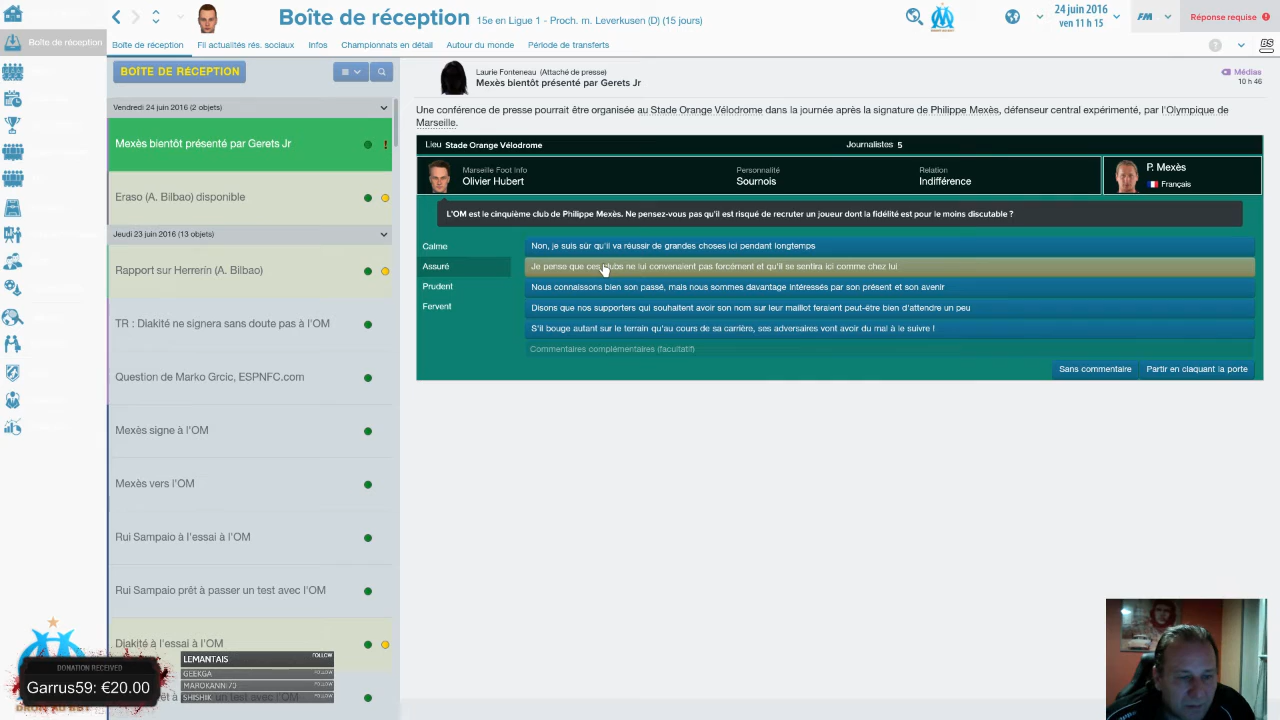 Boîte de réception
15e en Ligue 1 - Proch. m. Leverkusen (D) (15 jours)
24 juin 2016
ven 11 h 15
FM
Réponse requise
Boîte de réception
Boîte de réception
Fil actualités rés. sociaux
Infos
Championnats en détail
Autour du monde
Période de transferts
BOÎTE DE RÉCEPTION
Vendredi 24 juin 2016 (2 objets)
Mexès bientôt présenté par Gerets Jr
Eraso (A. Bilbao) disponible
Jeudi 23 juin 2016 (13 objets)
Rapport sur Herrerín (A. Bilbao)
TR : Diakité ne signera sans doute pas à l'OM
Question de Marko Grcic, ESPNFC.com
Mexès signe à l'OM
Mexès vers l'OM
Rui Sampaio à l'essai à l'OM
Rui Sampaio prêt à passer un test avec l'OM
Diakité à l'essai à l'OM
Laurie Fonteneau (Attaché de presse)
Mexès bientôt présenté par Gerets Jr
Médias
10 h 46
Une conférence de presse pourrait être organisée au Stade Orange Vélodrome dans la journée après la signature de Philippe Mexès, défenseur central expérimenté, par l'Olympique de
Marseille.
Lieu Stade Orange Vélodrome
Journalistes 5
Marseille Foot Info
Olivier Hubert
Personnalité
Sournois
Relation
Indifférence
P. Mexès
Français
L'OM est le cinquième club de Philippe Mexès. Ne pensez-vous pas qu'il est risqué de recruter un joueur dont la fidélité est pour le moins discutable ?
Calme
Assuré
Prudent
Fervent
Non, je suis sûr qu'il va réussir de grandes choses ici pendant longtemps
Je pense que ces clubs ne lui convenaient pas forcément et qu'il se sentira ici comme chez lui
Nous connaissons bien son passé, mais nous sommes davantage intéressés par son présent et son avenir
Disons que nos supporters qui souhaitent avoir son nom sur leur maillot feraient peut-être bien d'attendre un peu
S'il bouge autant sur le terrain qu'au cours de sa carrière, ses adversaires vont avoir du mal à le suivre !
Commentaires complémentaires (facultatif)
Sans commentaire
Partir en claquant la porte
DONATION RECEIVED
Garrus59: €20.00
LEMANTAIS FOLLOW
GEEKGA FOLLOW
MAROKANNI70 FOLLOW
SHISHIK FOLLOW